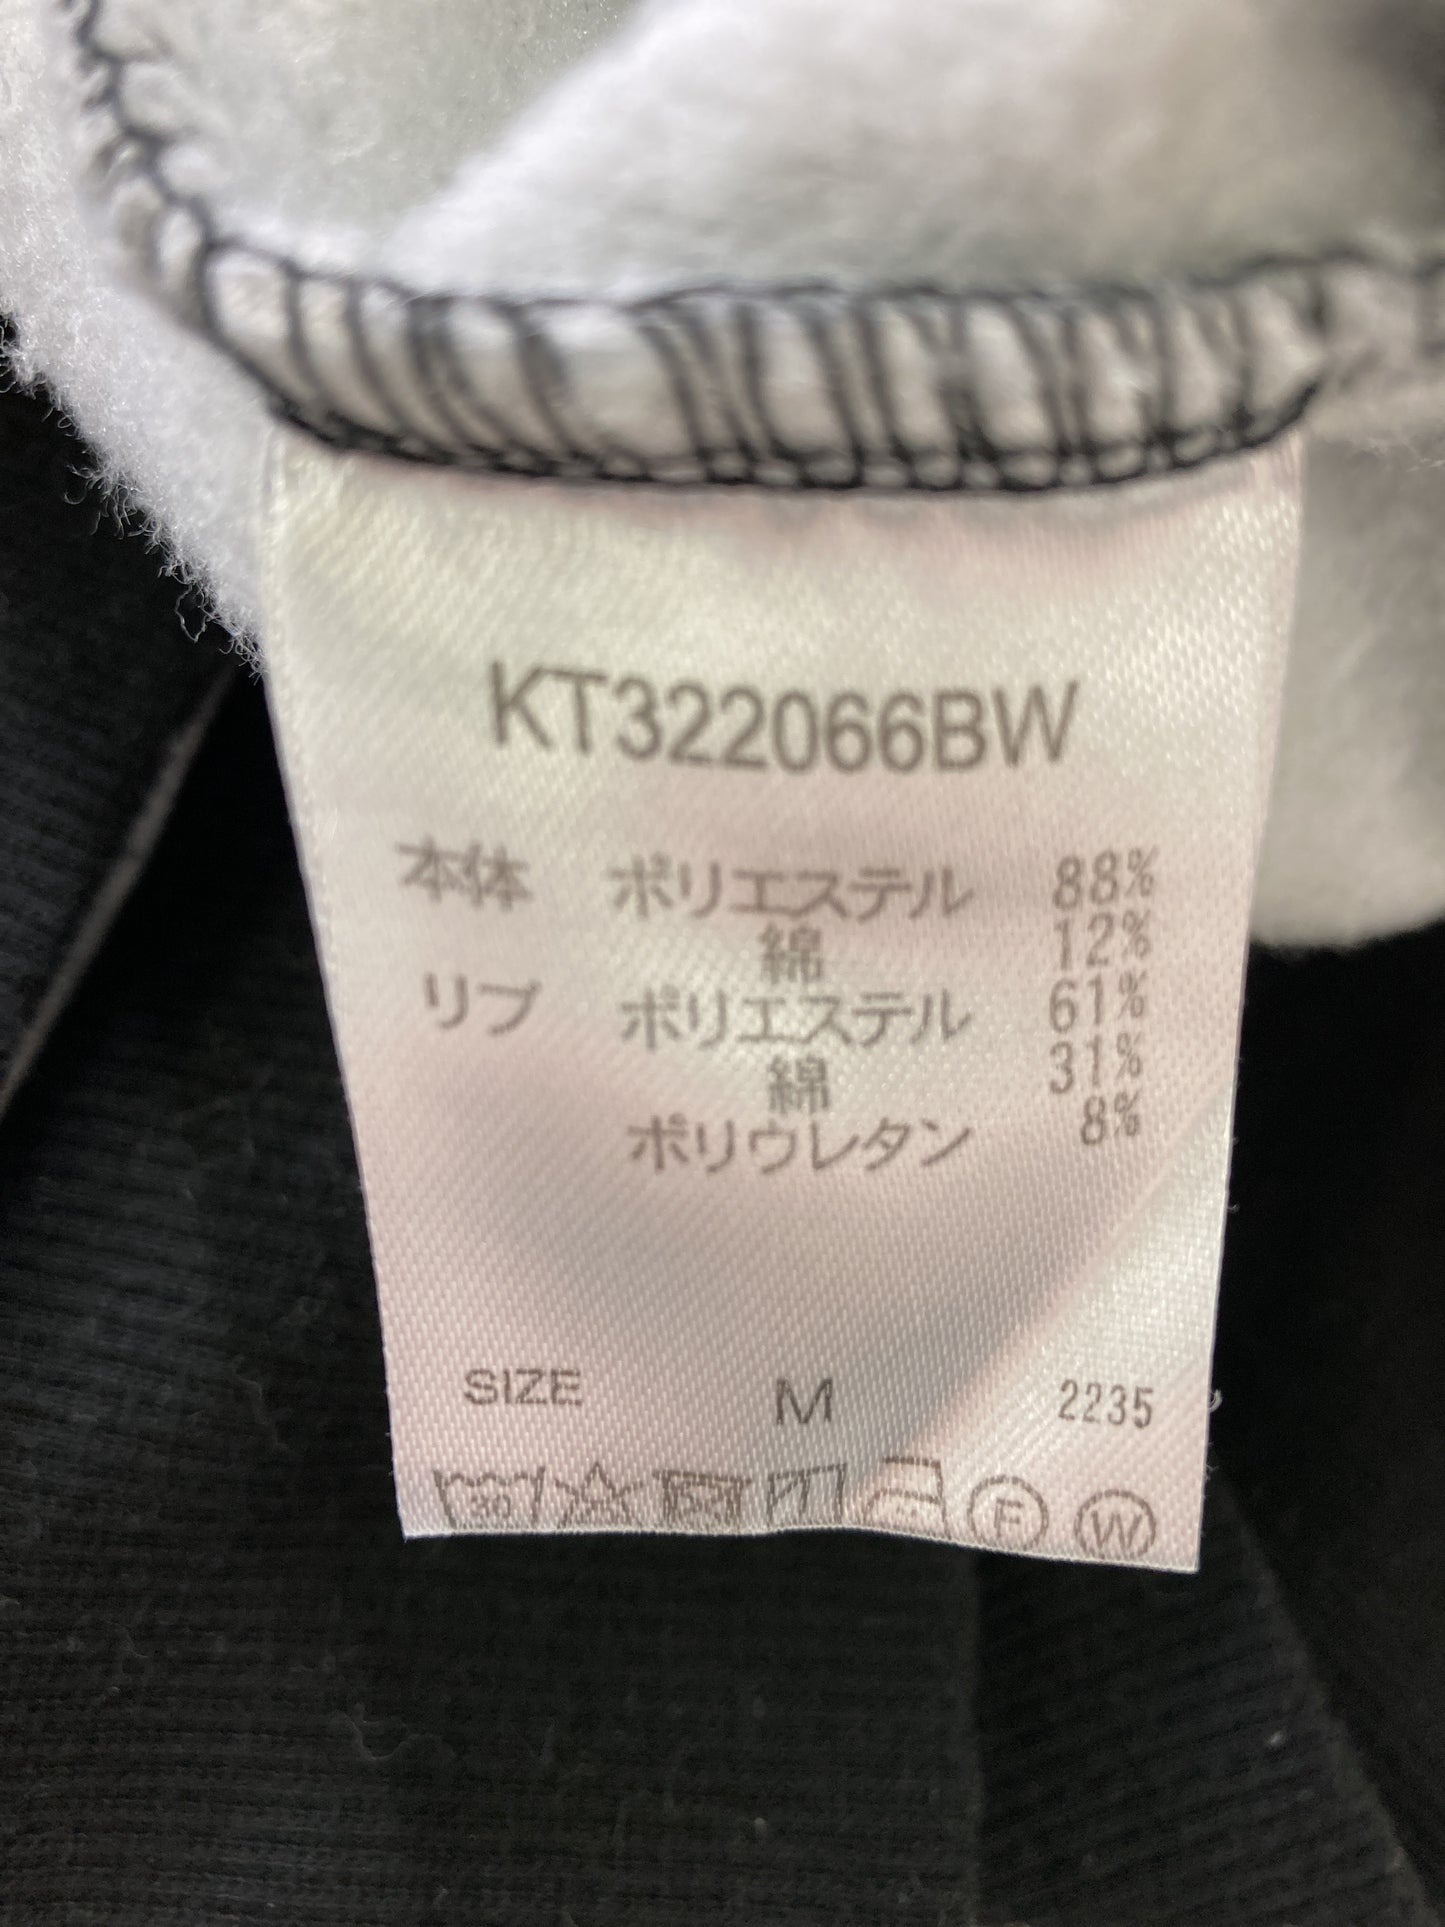 KT322066BW
本体 ポリエステル 88%
綿 12%
リブ ポリエステル 61%
綿 31%
ポリウレタン 8%
SIZE M 2235
30 F W